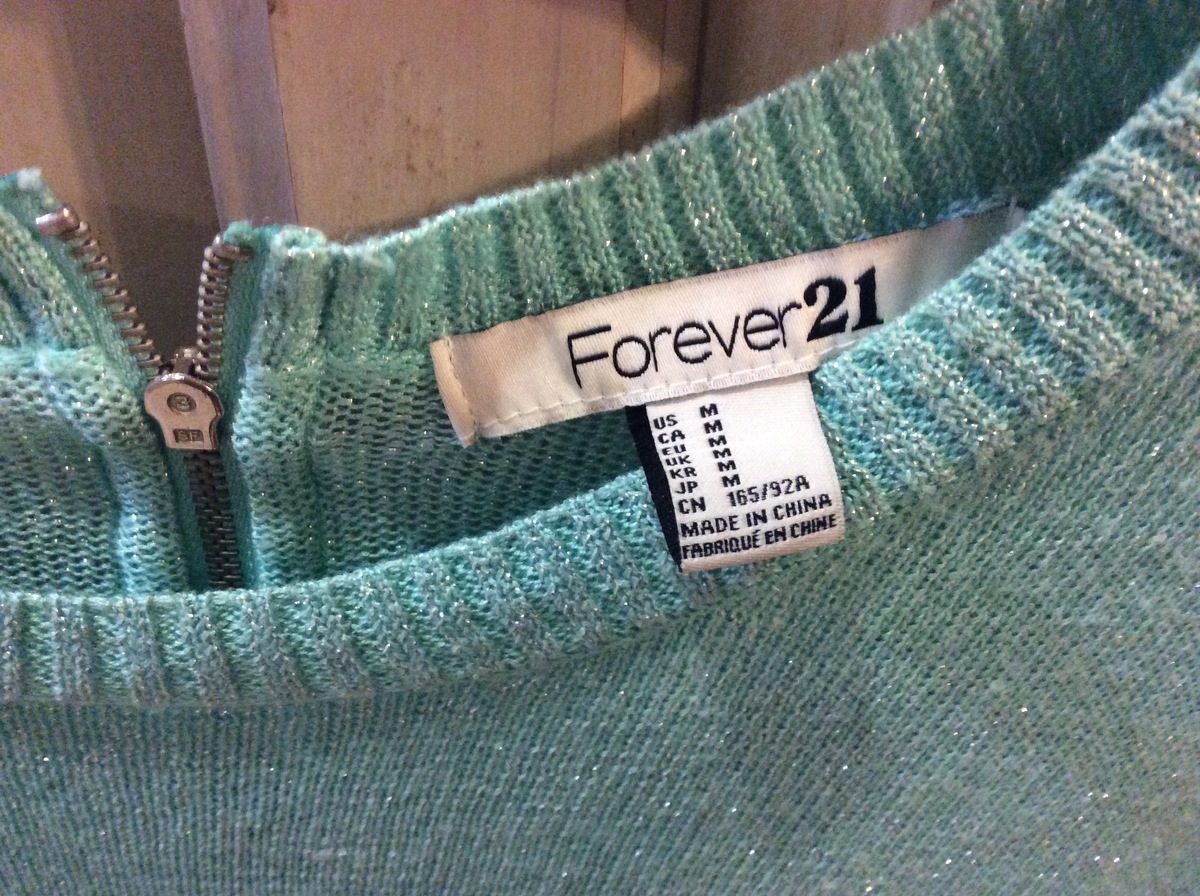 Forever21
US M
CA M
EU M
UK M
KR M
JP M
CN 165/92A
MADE IN CHINA
FABRIQUÉ EN CHINE